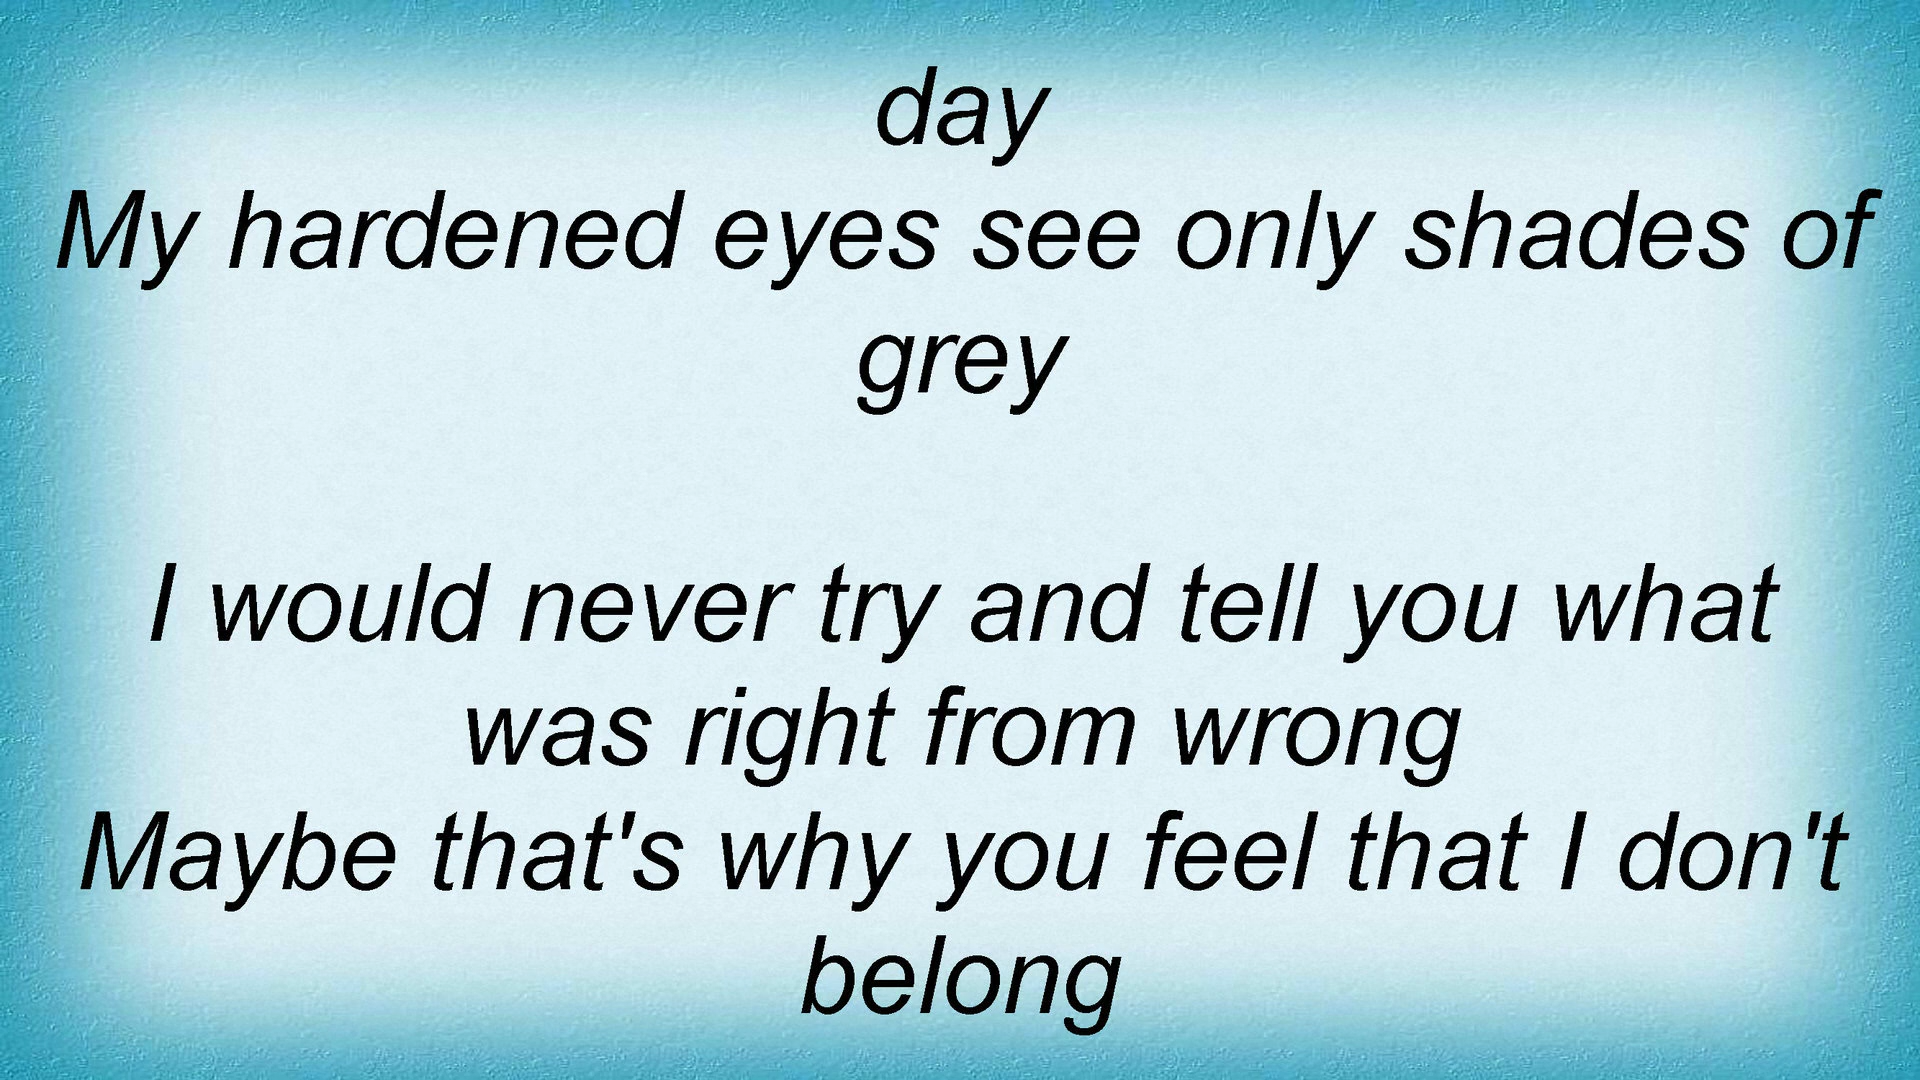 day
My hardened eyes see only shades of
grey
I would never try and tell you what
was right from wrong
Maybe that's why you feel that I don't
belong